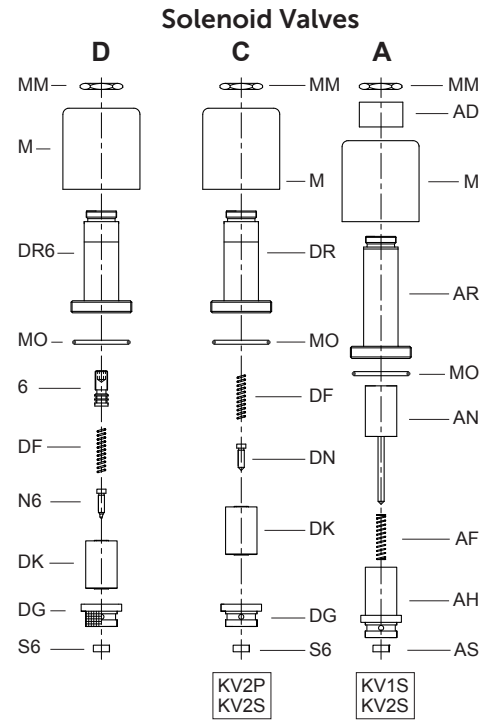 Solenoid Valves
D
C
A
MM
M
DR6
MO
6
DF
N6
DK
DG
S6
MM
M
DR
MO
DF
DN
DK
DG
S6
KV2P
KV2S
MM
AD
M
AR
MO
AN
AF
AH
AS
KV1S
KV2S